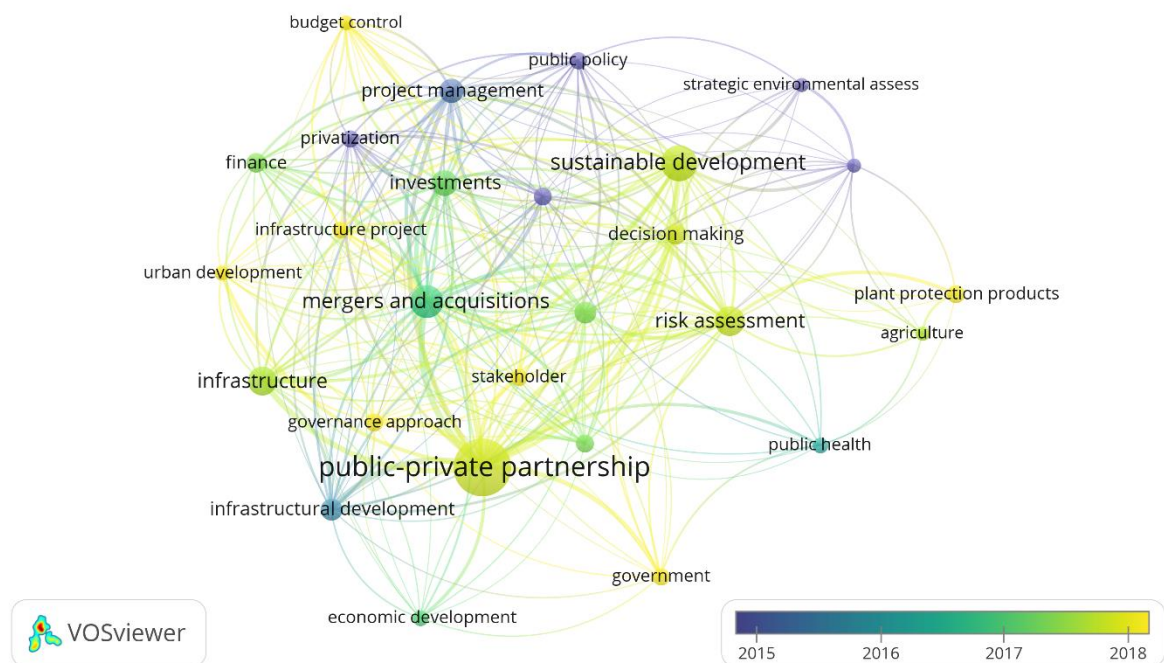 budget control
public policy
strategic environmental assess
project management
privatization
finance
sustainable development
investments
infrastructure project
decision making
urban development
mergers and acquisitions
plant protection products
risk assessment
agriculture
infrastructure
stakeholder
governance approach
public health
public-private partnership
infrastructural development
government
economic development
VOSviewer
2015 2016 2017 2018